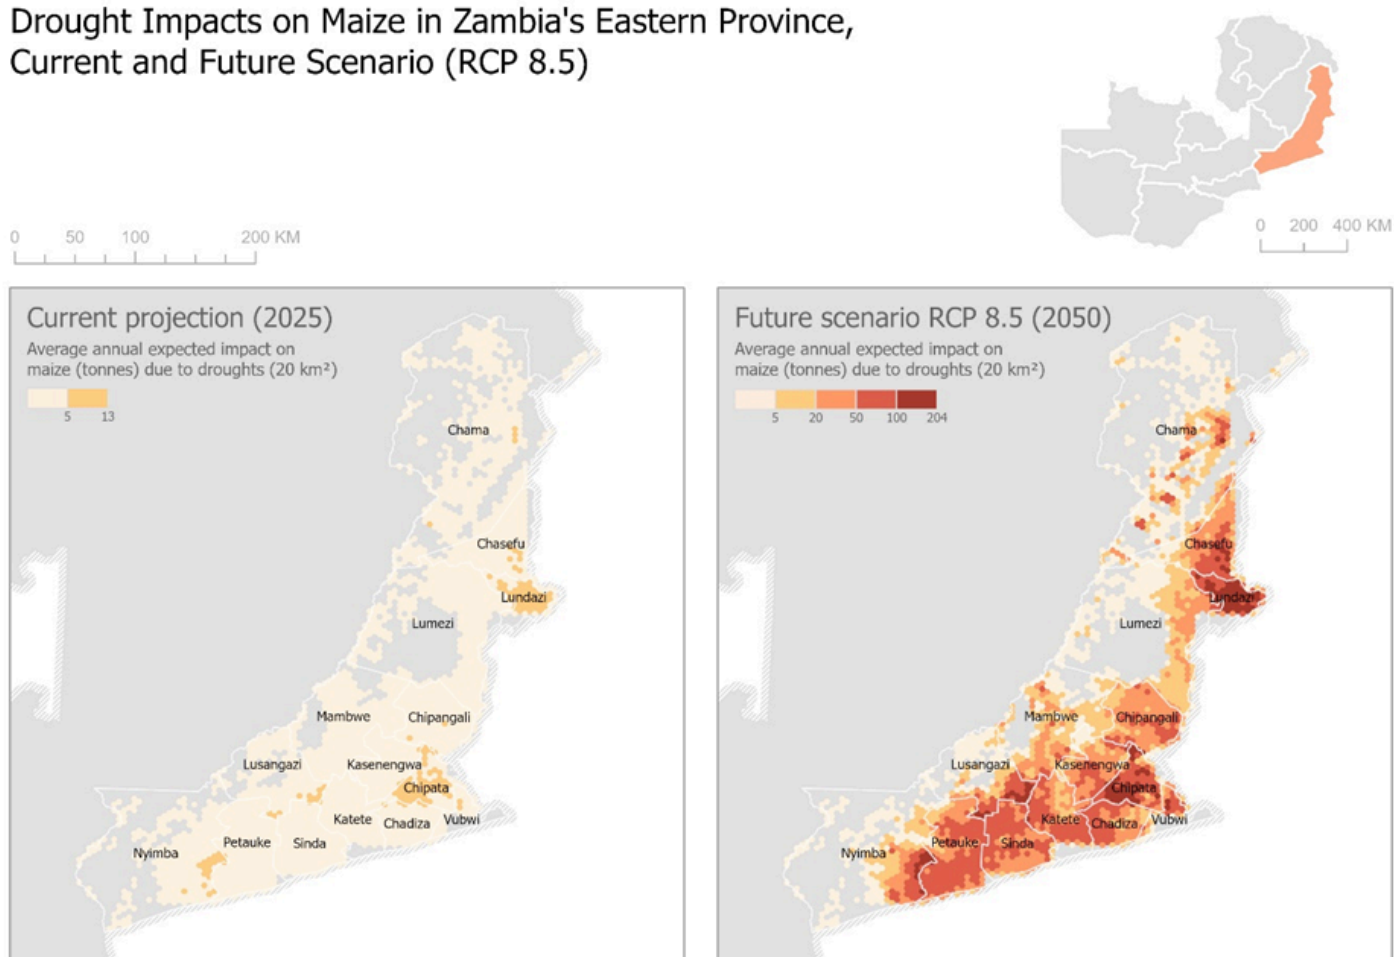 Drought Impacts on Maize in Zambia's Eastern Province,
Current and Future Scenario (RCP 8.5)
0 50 100 200 KM
0 200 400 KM
Current projection (2025)
Average annual expected impact on
maize (tonnes) due to droughts (20 km²)
5 13
Chama
Chasefu
Lundazi
Lumezi
Mambwe
Chipangali
Lusangazi
Kasenengwa
Chipata
Katete
Chadiza
Vubwi
Petauke
Sinda
Nyimba
Future scenario RCP 8.5 (2050)
Average annual expected impact on
maize (tonnes) due to droughts (20 km²)
5 20 50 100 204
Chama
Chasefu
Lundazi
Lumezi
Mambwe
Chipangali
Lusangazi
Kasenengwa
Chipata
Katete
Chadiza
Vubwi
Petauke
Sinda
Nyimba